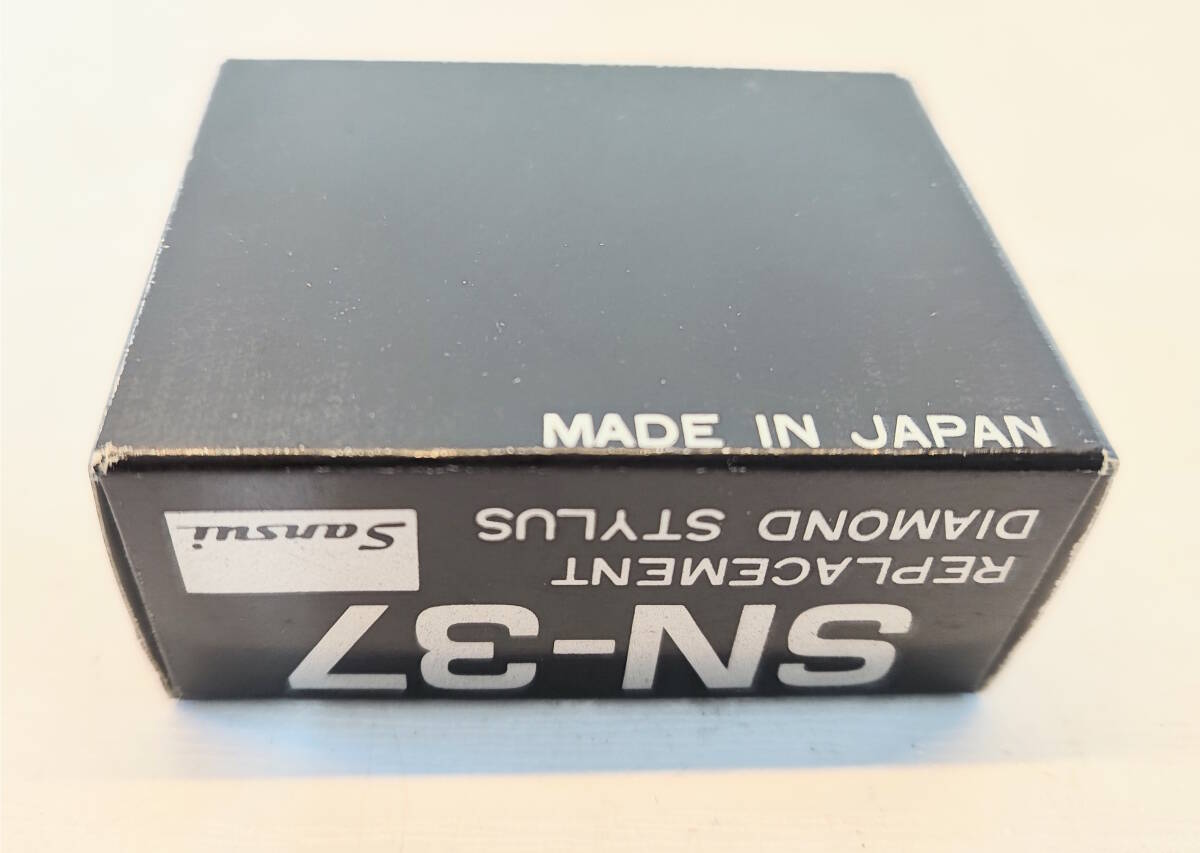 MADE IN JAPAN
SN-37
REPLACEMENT
DIAMOND STYLUS
Sansui